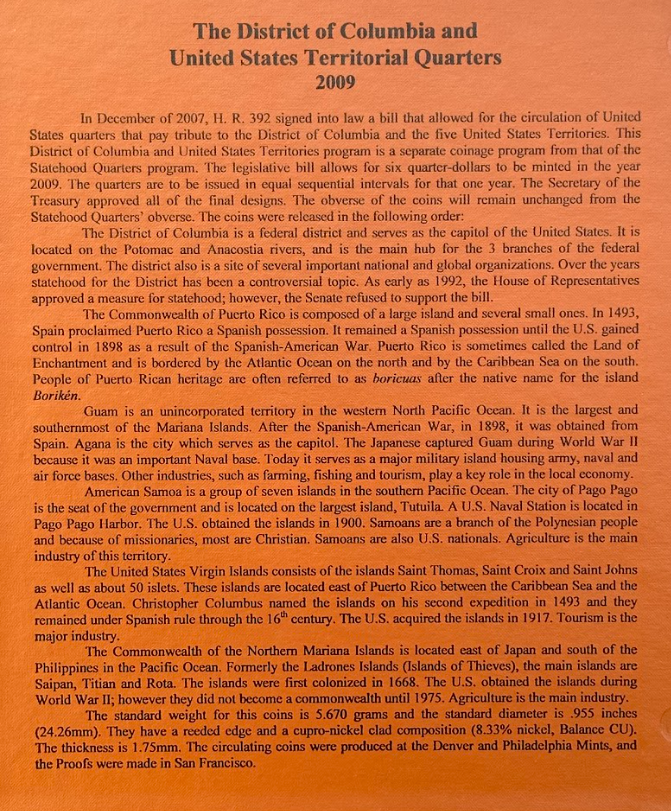 The District of Columbia and
United States Territorial Quarters
2009
In December of 2007, H. R. 392 signed into law a bill that allowed for the circulation of United
States quarters that pay tribute to the District of Columbia and the five United States Territories. This
District of Columbia and United States Territories program is a separate coinage program from that of the
Statehood Quarters program. The legislative bill allows for six quarter-dollars to be minted in the year
2009. The quarters are to be issued in equal sequential intervals for that one year. The Secretary of the
Treasury approved all of the final designs. The obverse of the coins will remain unchanged from the
Statehood Quarters' obverse. The coins were released in the following order:
The District of Columbia is a federal district and serves as the capitol of the United States. It is
located on the Potomac and Anacostia rivers, and is the main hub for the 3 branches of the federal
government. The district also is a site of several important national and global organizations. Over the years
statehood for the District has been a controversial topic. As early as 1992, the House of Representatives
approved a measure for statehood; however, the Senate refused to support the bill.
The Commonwealth of Puerto Rico is composed of a large island and several small ones. In 1493,
Spain proclaimed Puerto Rico a Spanish possession. It remained a Spanish possession until the U.S. gained
control in 1898 as a result of the Spanish-American War. Puerto Rico is sometimes called the Land of
Enchantment and is bordered by the Atlantic Ocean on the north and by the Caribbean Sea on the south.
People of Puerto Rican heritage are often referred to as boricuas after the native name for the island
Borikén.
Guam is an unincorporated territory in the western North Pacific Ocean. It is the largest and
southernmost of the Mariana Islands. After the Spanish-American War, in 1898, it was obtained from
Spain. Agana is the city which serves as the capitol. The Japanese captured Guam during World War II
because it was an important Naval base. Today it serves as a major military island housing army, naval and
air force bases. Other industries, such as farming, fishing and tourism, play a key role in the local economy.
American Samoa is a group of seven islands in the southern Pacific Ocean. The city of Pago Pago
is the seat of the government and is located on the largest island, Tutuila. A U.S. Naval Station is located in
Pago Pago Harbor. The U.S. obtained the islands in 1900. Samoans are a branch of the Polynesian people
and because of missionaries, most are Christian. Samoans are also U.S. nationals. Agriculture is the main
industry of this territory.
The United States Virgin Islands consists of the islands Saint Thomas, Saint Croix and Saint Johns
as well as about 50 islets. These islands are located east of Puerto Rico between the Caribbean Sea and the
Atlantic Ocean. Christopher Columbus named the islands on his second expedition in 1493 and they
remained under Spanish rule through the 16th century. The U.S. acquired the islands in 1917. Tourism is the
major industry.
The Commonwealth of the Northern Mariana Islands is located east of Japan and south of the
Philippines in the Pacific Ocean. Formerly the Ladrones Islands (Islands of Thieves), the main islands are
Saipan, Titian and Rota. The islands were first colonized in 1668. The U.S. obtained the islands during
World War II; however they did not become a commonwealth until 1975. Agriculture is the main industry.
The standard weight for this coins is 5.670 grams and the standard diameter is .955 inches
(24.26mm). They have a reeded edge and a cupro-nickel clad composition (8.33% nickel, Balance CU).
The thickness is 1.75mm. The circulating coins were produced at the Denver and Philadelphia Mints, and
the Proofs were made in San Francisco.